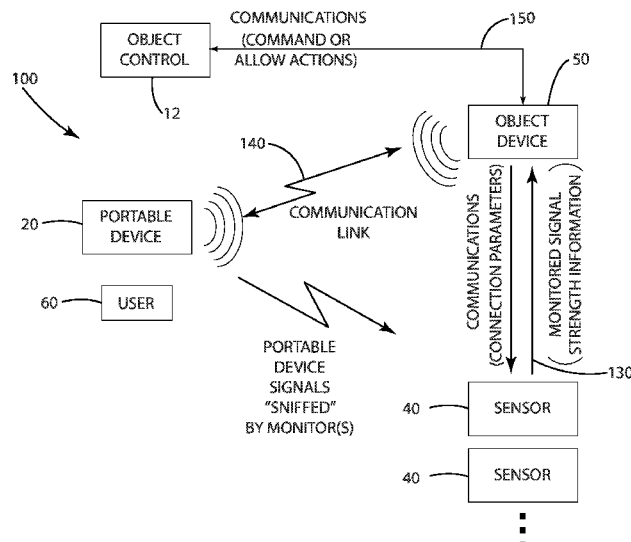 COMMUNICATIONS
(COMMAND OR
ALLOW ACTIONS)
150
OBJECT
CONTROL
12
50
100
OBJECT
DEVICE
140
COMMUNICATION
LINK
20
PORTABLE
DEVICE
60
USER
COMMUNICATIONS
(CONNECTION PARAMETERS)
MONITORED SIGNAL
STRENGTH INFORMATION
130
PORTABLE
DEVICE
SIGNALS
"SNIFFED"
BY MONITOR(S)
40
SENSOR
40
SENSOR